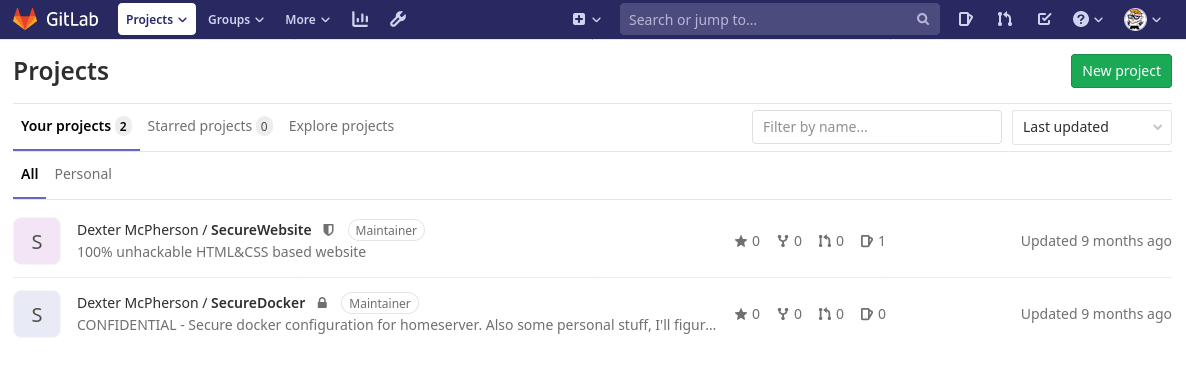 GitLab Projects Groups More Search or jump to...
Projects New project
Your projects 2 Starred projects 0 Explore projects Filter by name... Last updated
All Personal
S Dexter McPherson / SecureWebsite Maintainer 0 0 0 1 Updated 9 months ago
100% unhackable HTML&CSS based website
S Dexter McPherson / SecureDocker Maintainer 0 0 0 0 Updated 9 months ago
CONFIDENTIAL - Secure docker configuration for homeserver. Also some personal stuff, I'll figur...